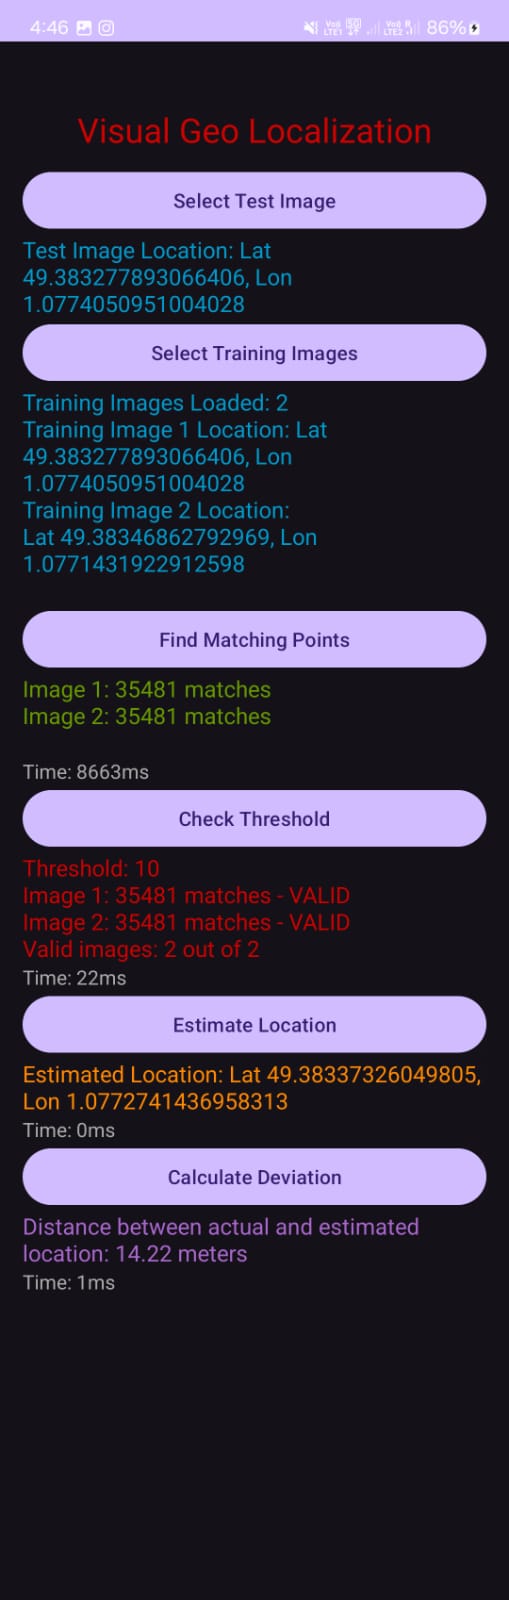 4:46
Voo LTE1 5G Voo LTE2 R 86%
Visual Geo Localization
Select Test Image
Test Image Location: Lat
49.383277893066406, Lon
1.0774050951004028
Select Training Images
Training Images Loaded: 2
Training Image 1 Location: Lat
49.383277893066406, Lon
1.0774050951004028
Training Image 2 Location:
Lat 49.38346862792969, Lon
1.0771431922912598
Find Matching Points
Image 1: 35481 matches
Image 2: 35481 matches
Time: 8663ms
Check Threshold
Threshold: 10
Image 1: 35481 matches - VALID
Image 2: 35481 matches - VALID
Valid images: 2 out of 2
Time: 22ms
Estimate Location
Estimated Location: Lat 49.38337326049805,
Lon 1.0772741436958313
Time: 0ms
Calculate Deviation
Distance between actual and estimated
location: 14.22 meters
Time: 1ms